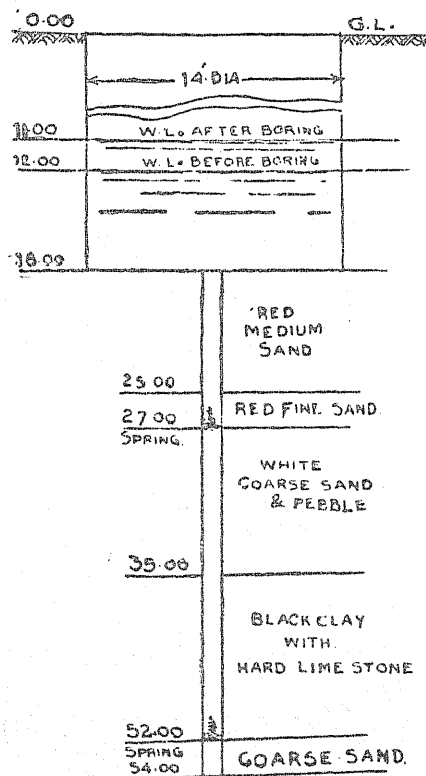 0.00 G.L.
14' DIA
11.00 W.L. AFTER BORING
12.00 W.L. BEFORE BORING
18.00
RED
MEDIUM
SAND
25.00
RED FINE SAND.
27.00
SPRING.
WHITE
COARSE SAND
& PEBBLE
39.00
BLACK CLAY
WITH
HARD LIME STONE
52.00
SPRING
COARSE SAND.
54.00